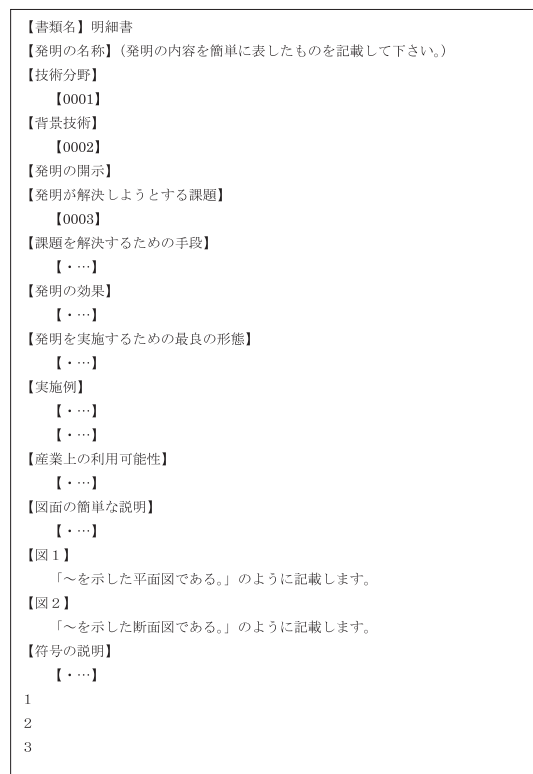 【書類名】明細書
【発明の名称】（発明の内容を簡単に表したものを記載して下さい。）
【技術分野】
【0001】
【背景技術】
【0002】
【発明の開示】
【発明が解決しようとする課題】
【0003】
【課題を解決するための手段】
【・…】
【発明の効果】
【・…】
【発明を実施するための最良の形態】
【・…】
【実施例】
【・…】
【・…】
【産業上の利用可能性】
【・…】
【図面の簡単な説明】
【・…】
【図１】
「～を示した平面図である。」のように記載します。
【図２】
「～を示した断面図である。」のように記載します。
【符号の説明】
【・…】
1
2
3